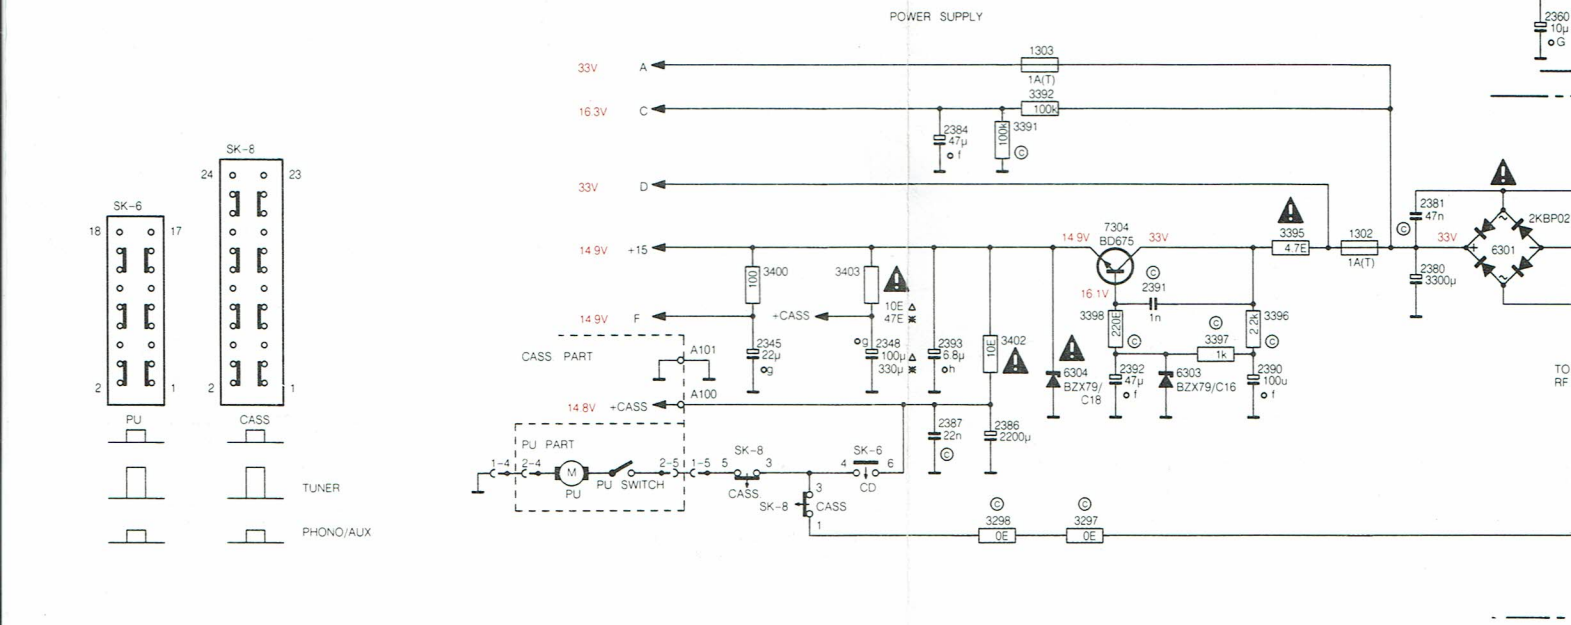 POWER SUPPLY
2360
10µ
G
33V A
1303
1A(T)
16.3V C
3392
100k
2384
47µ
f
100k
3391
C
33V D
SK-8
24 23
2 1
CASS
SK-6
18 17
2 1
PU
TUNER
PHONO/AUX
14.9V +15
14.9V
7304
BD675
33V
16.1V
3395
4.7E
1302
1A(T)
C
2381
47n
33V
2380
3300µ
2KBP02
6301
100
3400
3403
10E
47E
+CASS
14.9V F
2345
22µ
g
g
2348
100µ
330µ
2393
6.8µ
h
10E
3402
C
2391
1n
3398
220E
C
C
3397
1k
2.2k
3396
C
6304
BZX79/
C18
2392
47µ
f
6303
BZX79/C16
2390
100u
f
CASS PART
A101
A100
14.8V +CASS
2387
22n
C
2386
2200µ
TO
RF
PU PART
1-4 2-4
M
PU
PU SWITCH
2-5 1-5
SK-8
5 3
CASS
SK-6
4 6
CD
3
SK-8 CASS
1
C
3298
0E
C
3297
0E